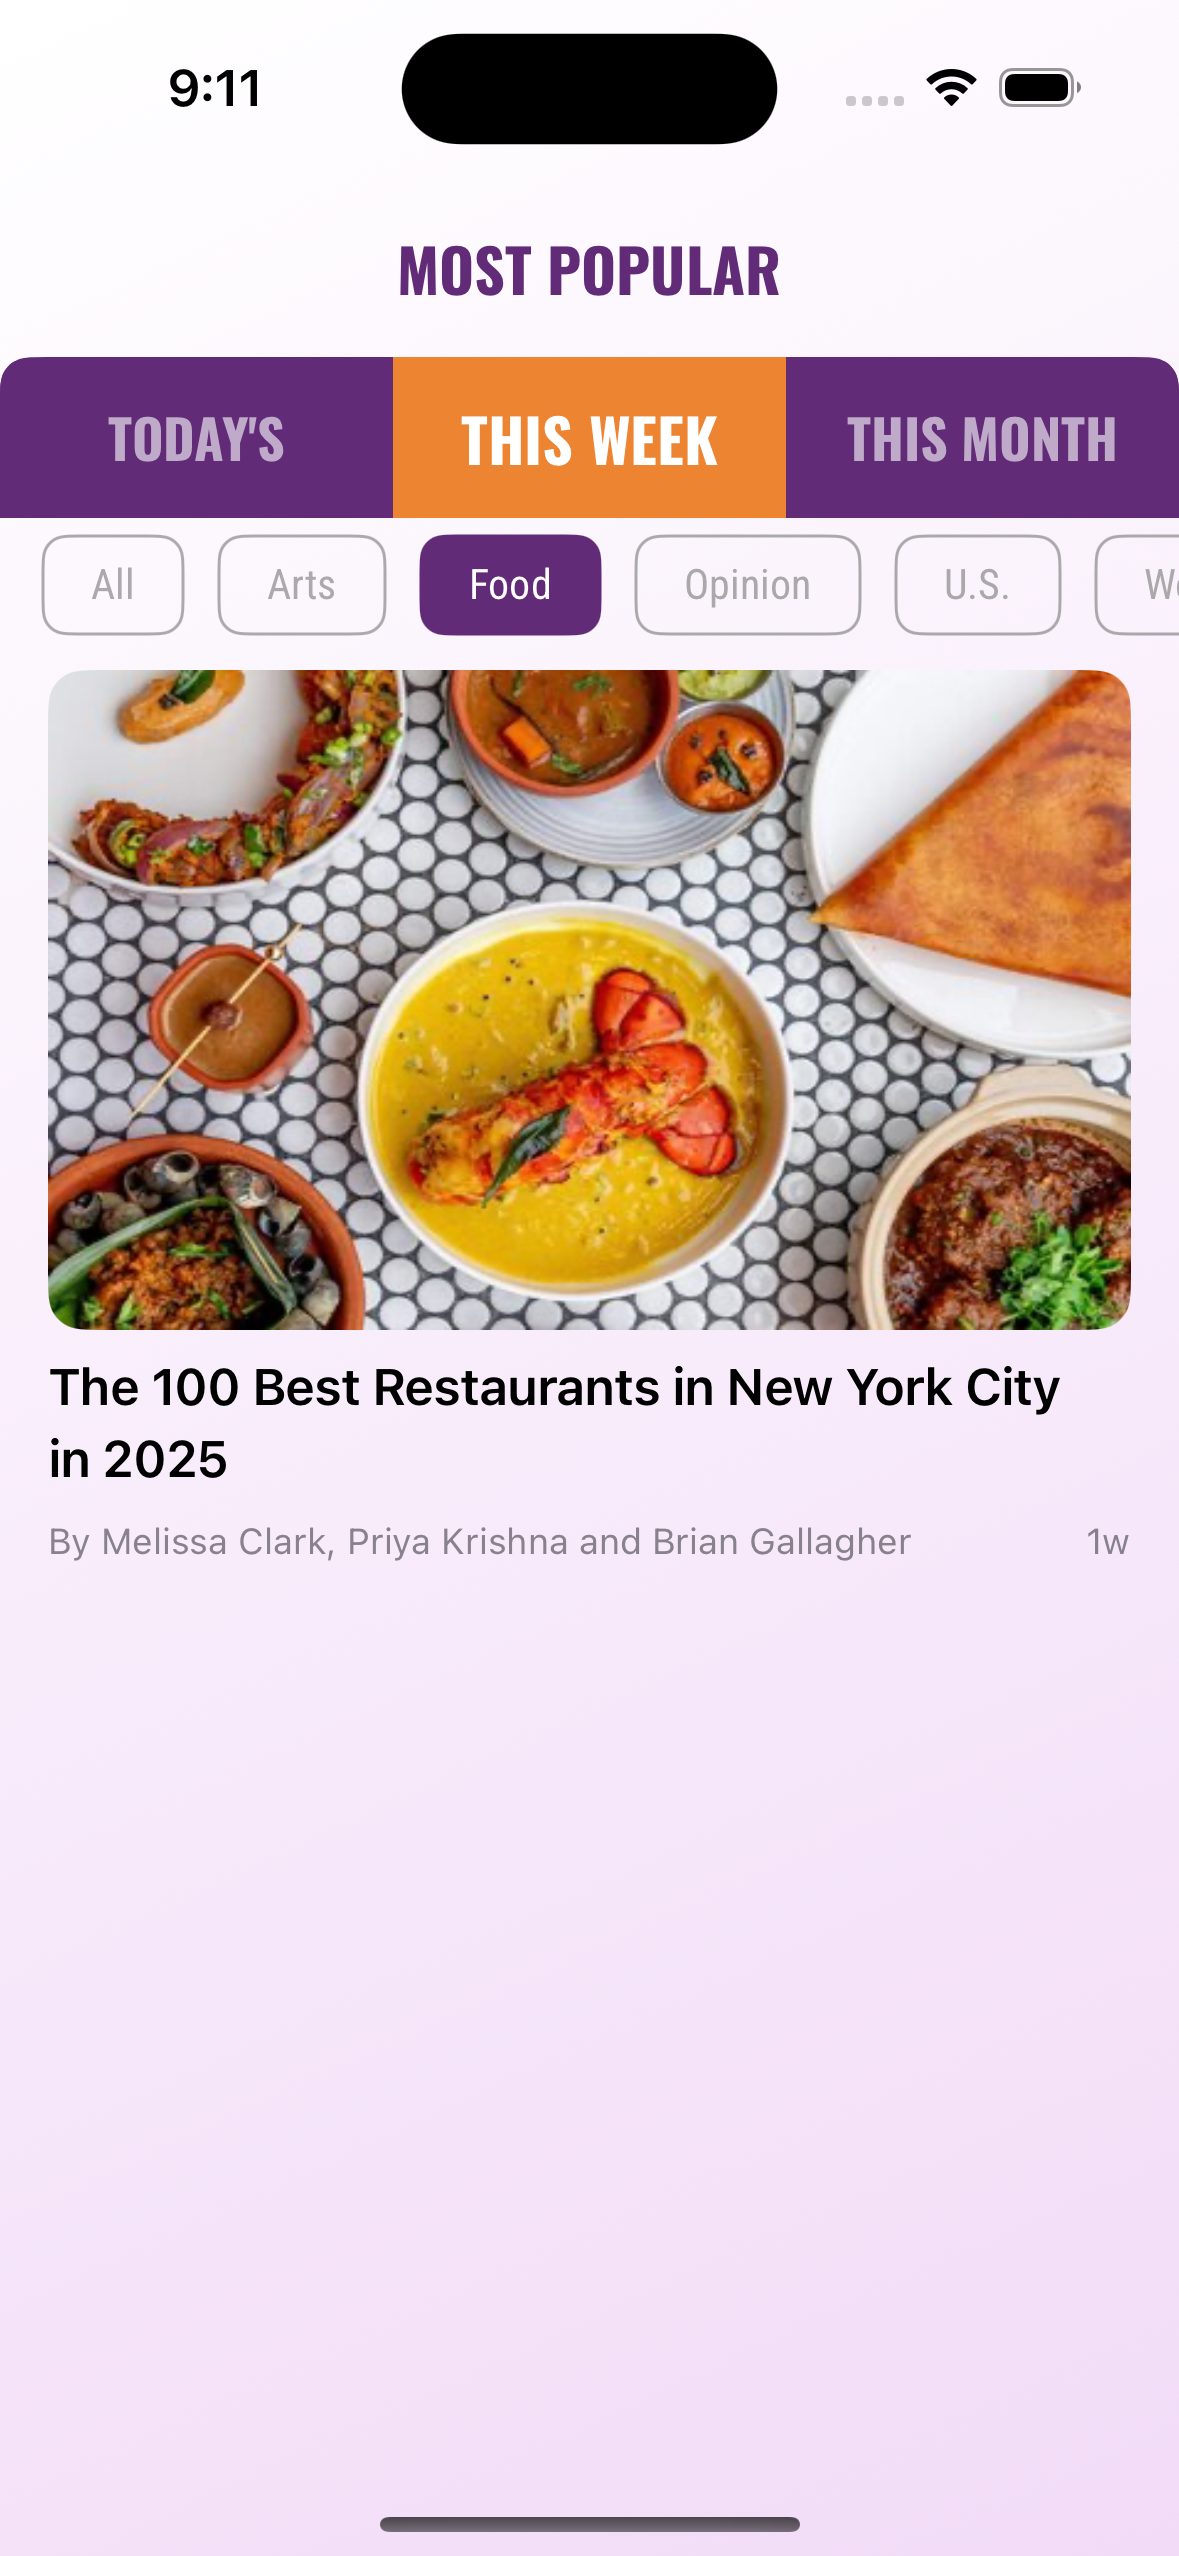 9:11
MOST POPULAR
TODAY'S
THIS WEEK
THIS MONTH
All
Arts
Food
Opinion
U.S.
The 100 Best Restaurants in New York City
in 2025
By Melissa Clark, Priya Krishna and Brian Gallagher
1w